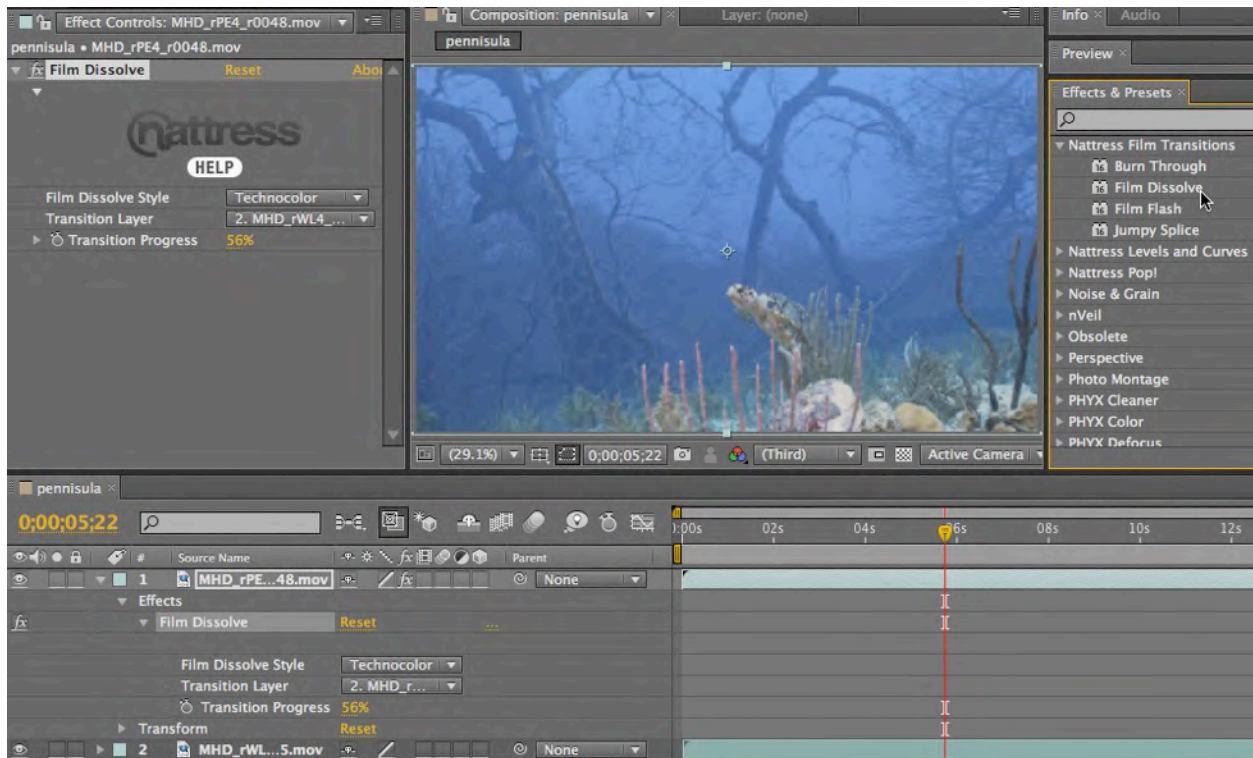 Effect Controls: MHD_rPE4_r0048.mov
pennisula • MHD_rPE4_r0048.mov
fx Film Dissolve Reset Abou
nattress
HELP
Film Dissolve Style Technocolor
Transition Layer 2. MHD_rWL4_...
Transition Progress 56%
Composition: pennisula
Layer: (none)
pennisula
(29.1%) 0;00;05;22 (Third) Active Camera
Info Audio
Preview
Effects & Presets
Nattress Film Transitions
Burn Through
Film Dissolve
Film Flash
Jumpy Splice
Nattress Levels and Curves
Nattress Pop!
Noise & Grain
nVeil
Obsolete
Perspective
Photo Montage
PHYX Cleaner
PHYX Color
PHYX Defocus
pennisula
0;00;05;22
):00s 02s 04s 06s 08s 10s 12s
# Source Name fx Parent
1 MHD_rPE...48.mov fx None
Effects
fx Film Dissolve Reset ...
Film Dissolve Style Technocolor
Transition Layer 2. MHD_r...
Transition Progress 56%
Transform Reset
2 MHD_rWL...5.mov None